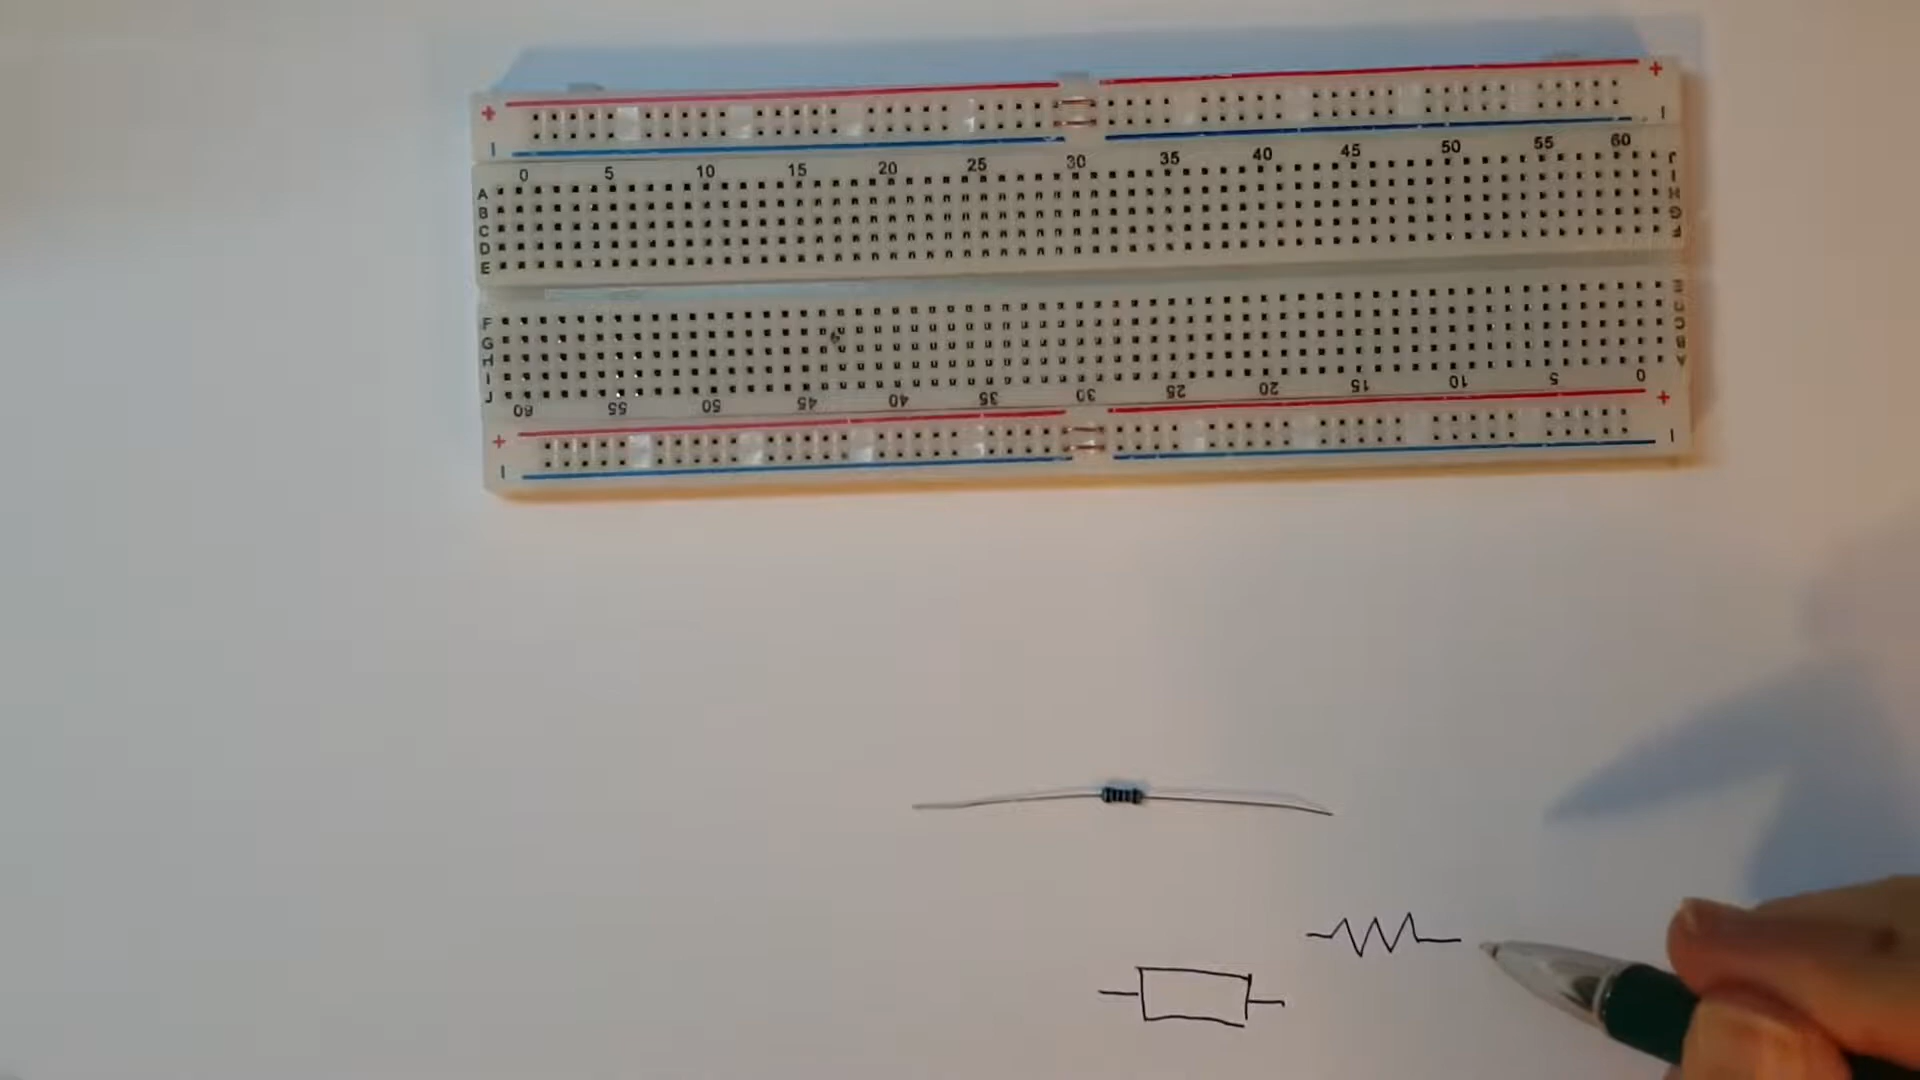 + +
I I
0 5 10 15 20 25 30 35 40 45 50 55 60
A J
B I
C H
D G
E F
F E
G D
H C
I B
J A
60 55 50 45 40 35 30 25 20 15 10 5 0
+ +
I I